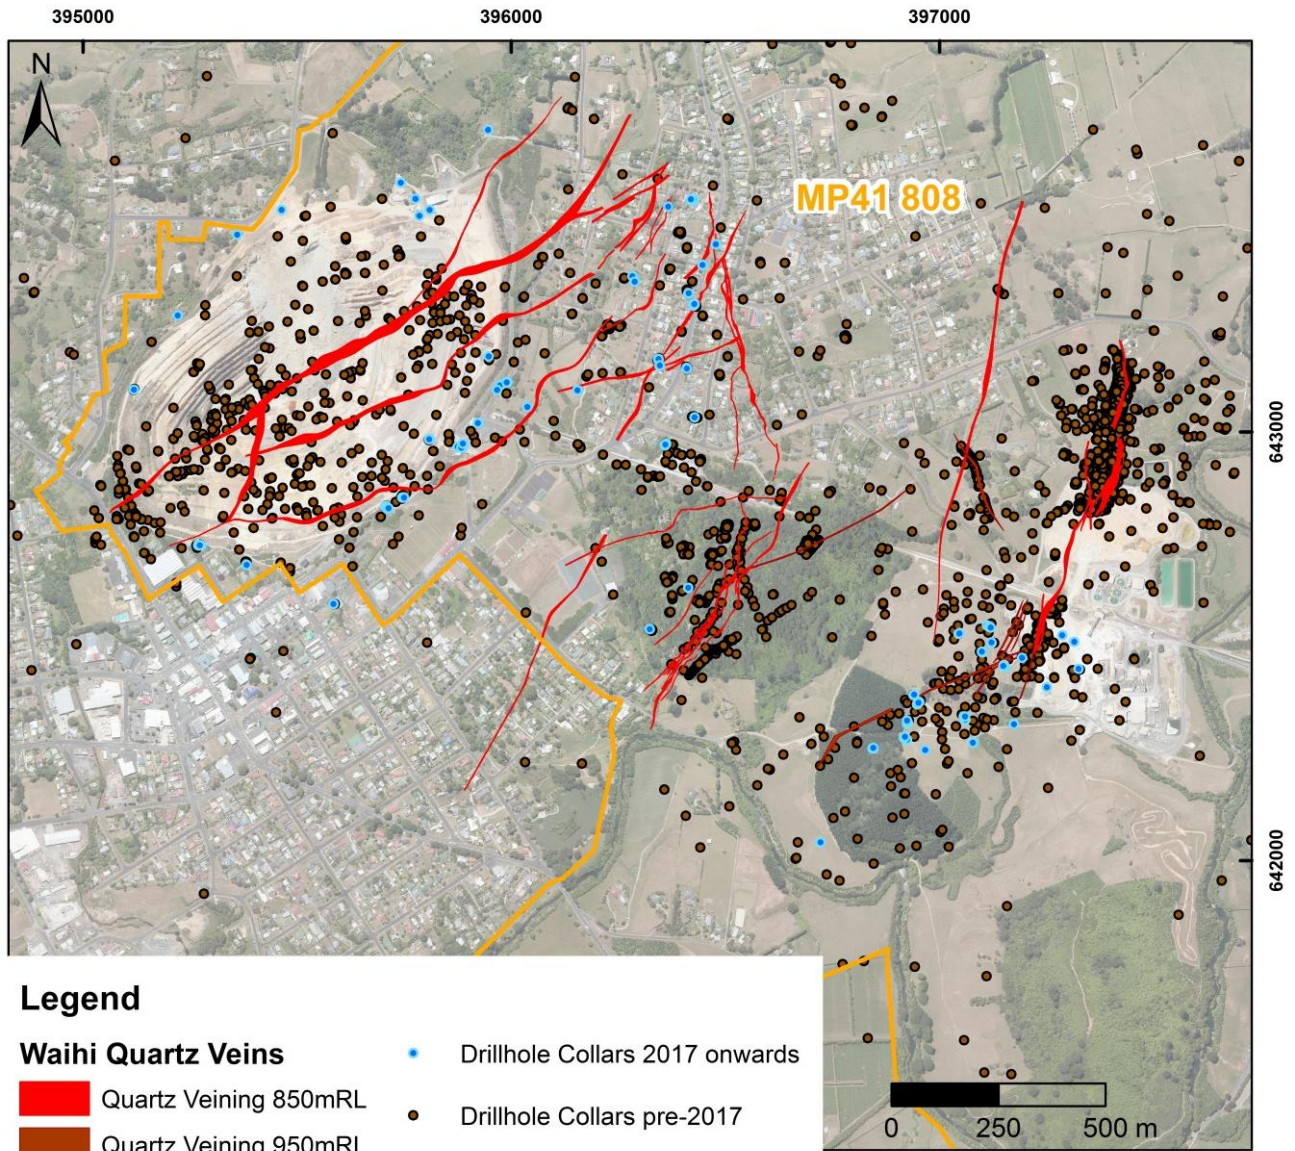 395000
396000
397000
N
MP41 808
643000
642000
Legend
Waihi Quartz Veins
Quartz Veining 850mRL
Quartz Veining 950mRL
Drillhole Collars 2017 onwards
Drillhole Collars pre-2017
0 250 500 m